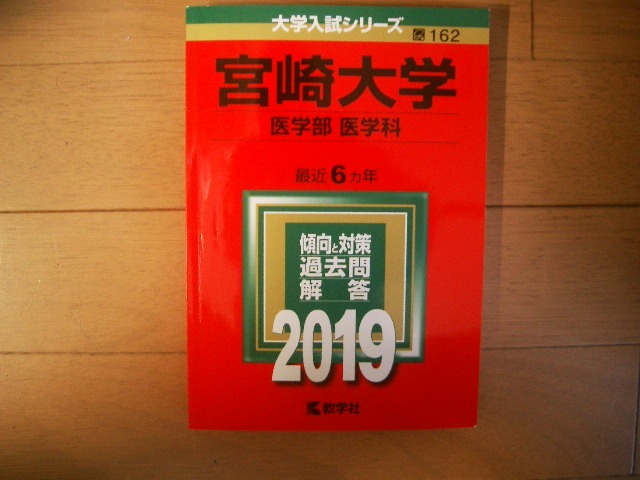 大学入試シリーズ
162
宮崎大学
医学部 医学科
最近6ヵ年
傾向と対策
過去問
解答
2019
教学社